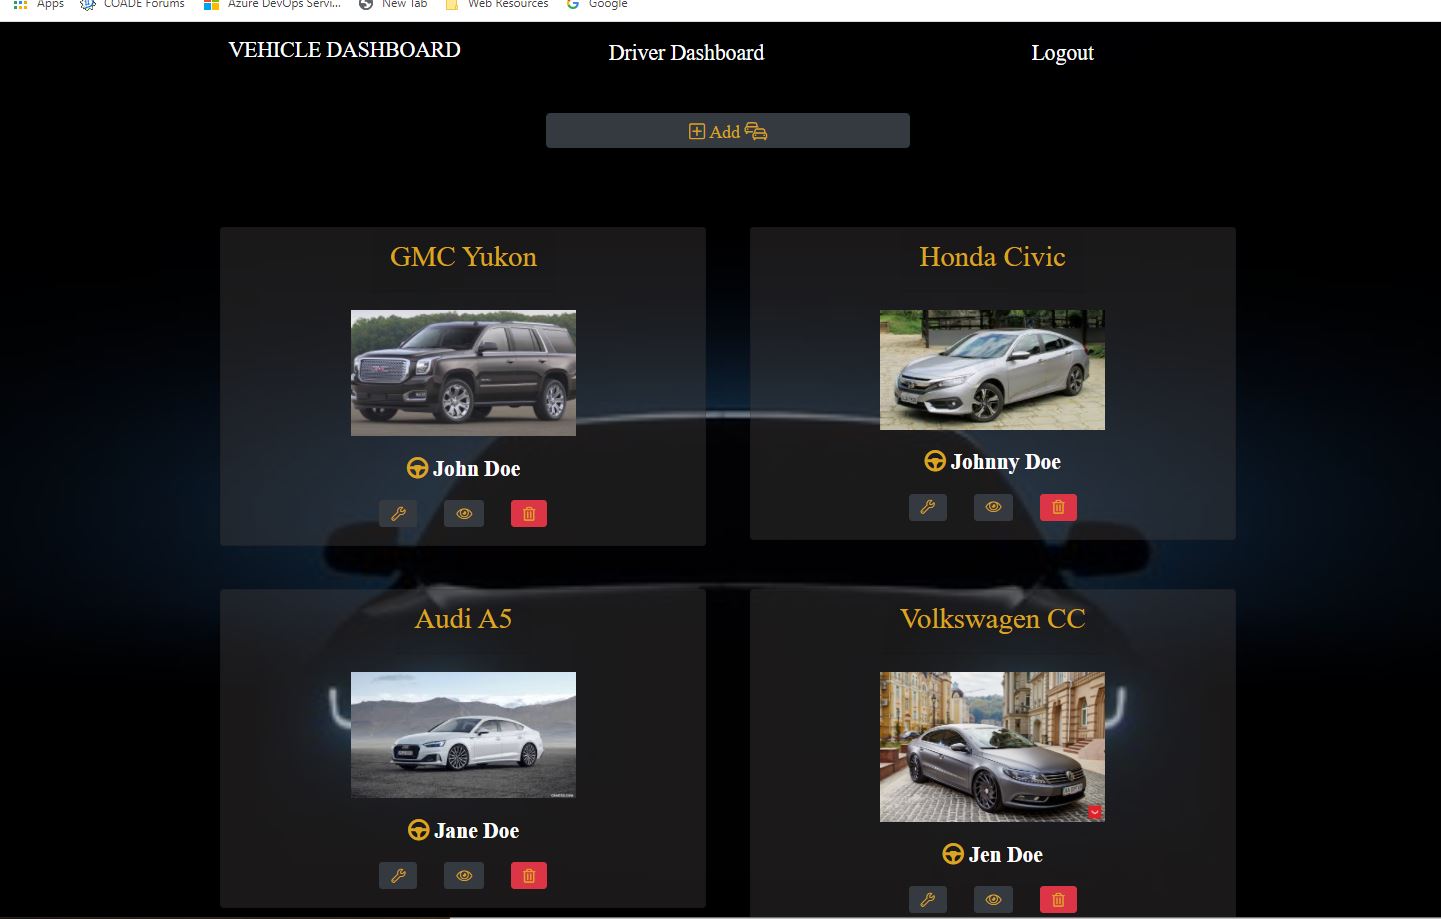 Apps COADE Forums Azure DevOps Servi... New Tab Web Resources Google
VEHICLE DASHBOARD Driver Dashboard Logout
Add
GMC Yukon
Honda Civic
John Doe
Johnny Doe
Audi A5
Volkswagen CC
Jane Doe
Jen Doe